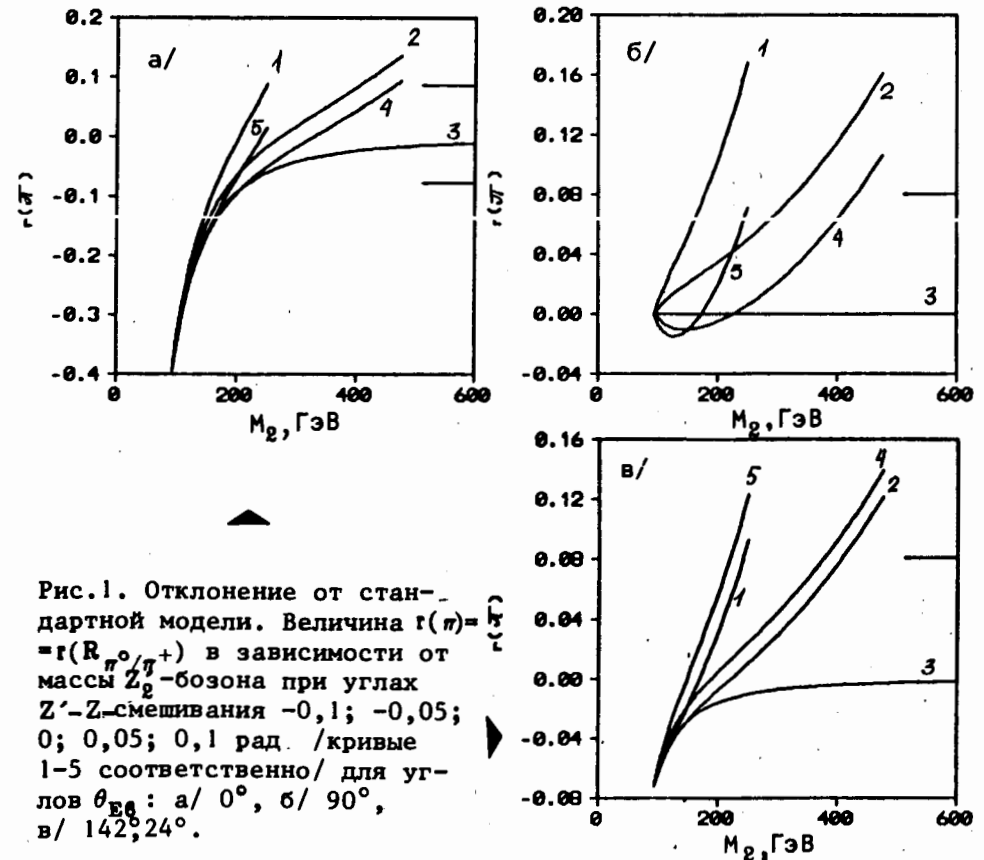 0.2
0.1
0.0
-0.1
-0.2
-0.3
-0.4
r(π)
а/
1
2
5
4
3
0
200
400
600
M₂,ГэВ
0.20
0.16
0.12
0.08
0.04
0.00
-0.04
r(π)
б/
1
2
4
5
3
0
200
400
600
M₂,ГэВ
0.16
0.12
0.08
0.04
0.00
-0.04
-0.08
r(π)
в/
5
4
2
1
3
0
200
400
600
M₂,ГэВ
Рис.1. Отклонение от стан-
дартной модели. Величина r(π)=
=r(R_π°/π+) в зависимости от
массы Z₂-бозона при углах
Z′-Z-смешивания -0,1; -0,05;
0; 0,05; 0,1 рад /кривые
1-5 соответственно/ для уг-
лов θ_E6: а/ 0°, б/ 90°,
в/ 142°,24°.